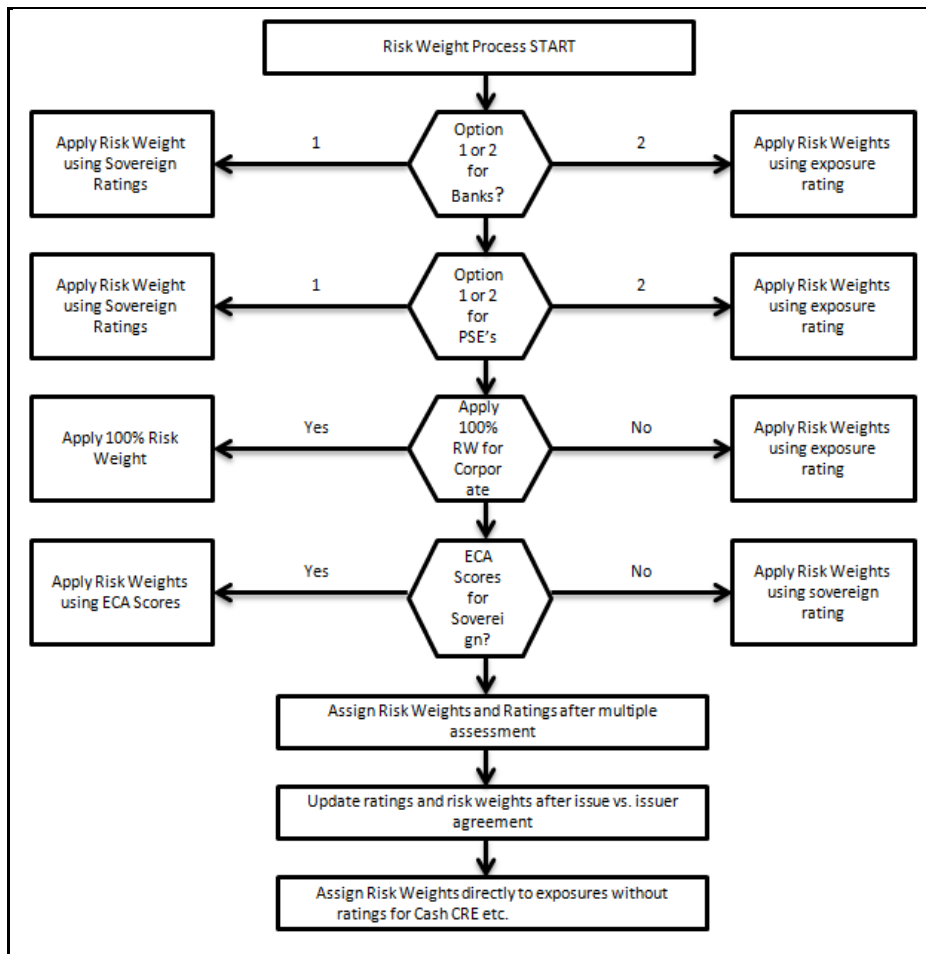 Risk Weight Process START
Apply Risk Weight
using Sovereign
Ratings
1
Option
1 or 2
for
Banks?
2
Apply Risk Weights
using exposure
rating
Apply Risk Weight
using Sovereign
Ratings
1
Option
1 or 2
for
PSE's
2
Apply Risk Weights
using exposure
rating
Apply 100% Risk
Weight
Yes
Apply
100%
RW for
Corpor
ate
No
Apply Risk Weights
using exposure
rating
Apply Risk Weights
using ECA Scores
Yes
ECA
Scores
for
Soverei
gn?
No
Apply Risk Weights
using sovereign
rating
Assign Risk Weights and Ratings after multiple
assessment
Update ratings and risk weights after issue vs. issuer
agreement
Assign Risk Weights directly to exposures without
ratings for Cash CRE etc.